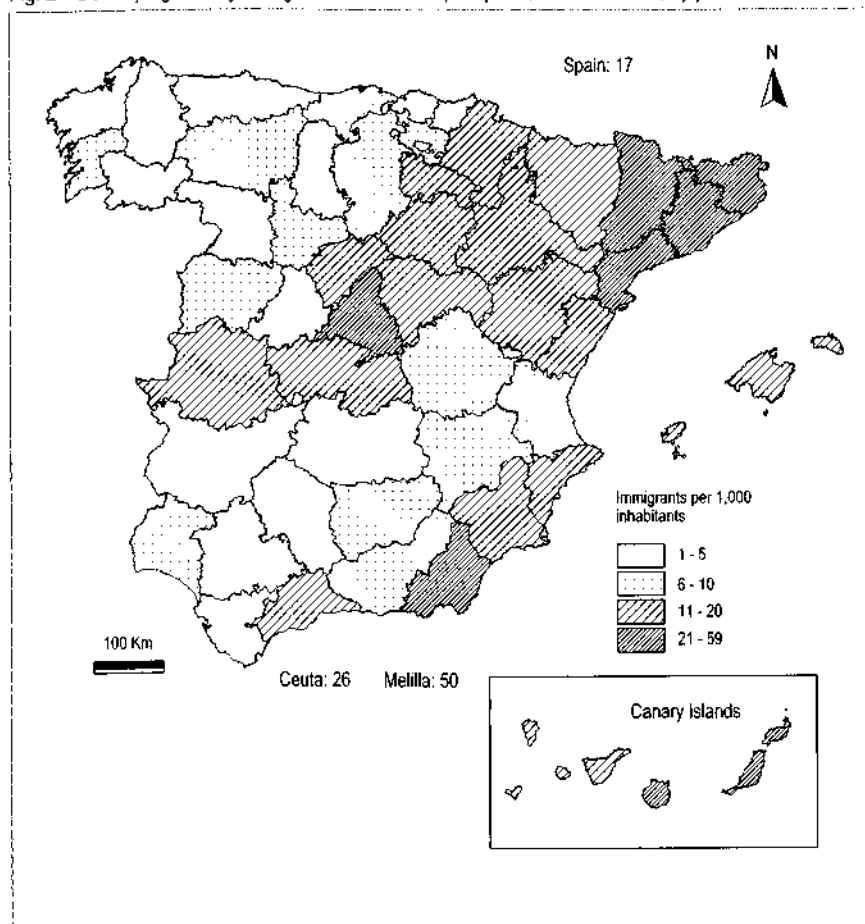 Spain: 17
N
Immigrants per 1,000
inhabitants
1 - 5
6 - 10
11 - 20
21 - 59
100 Km
Ceuta: 26 Melilla: 50
Canary Islands